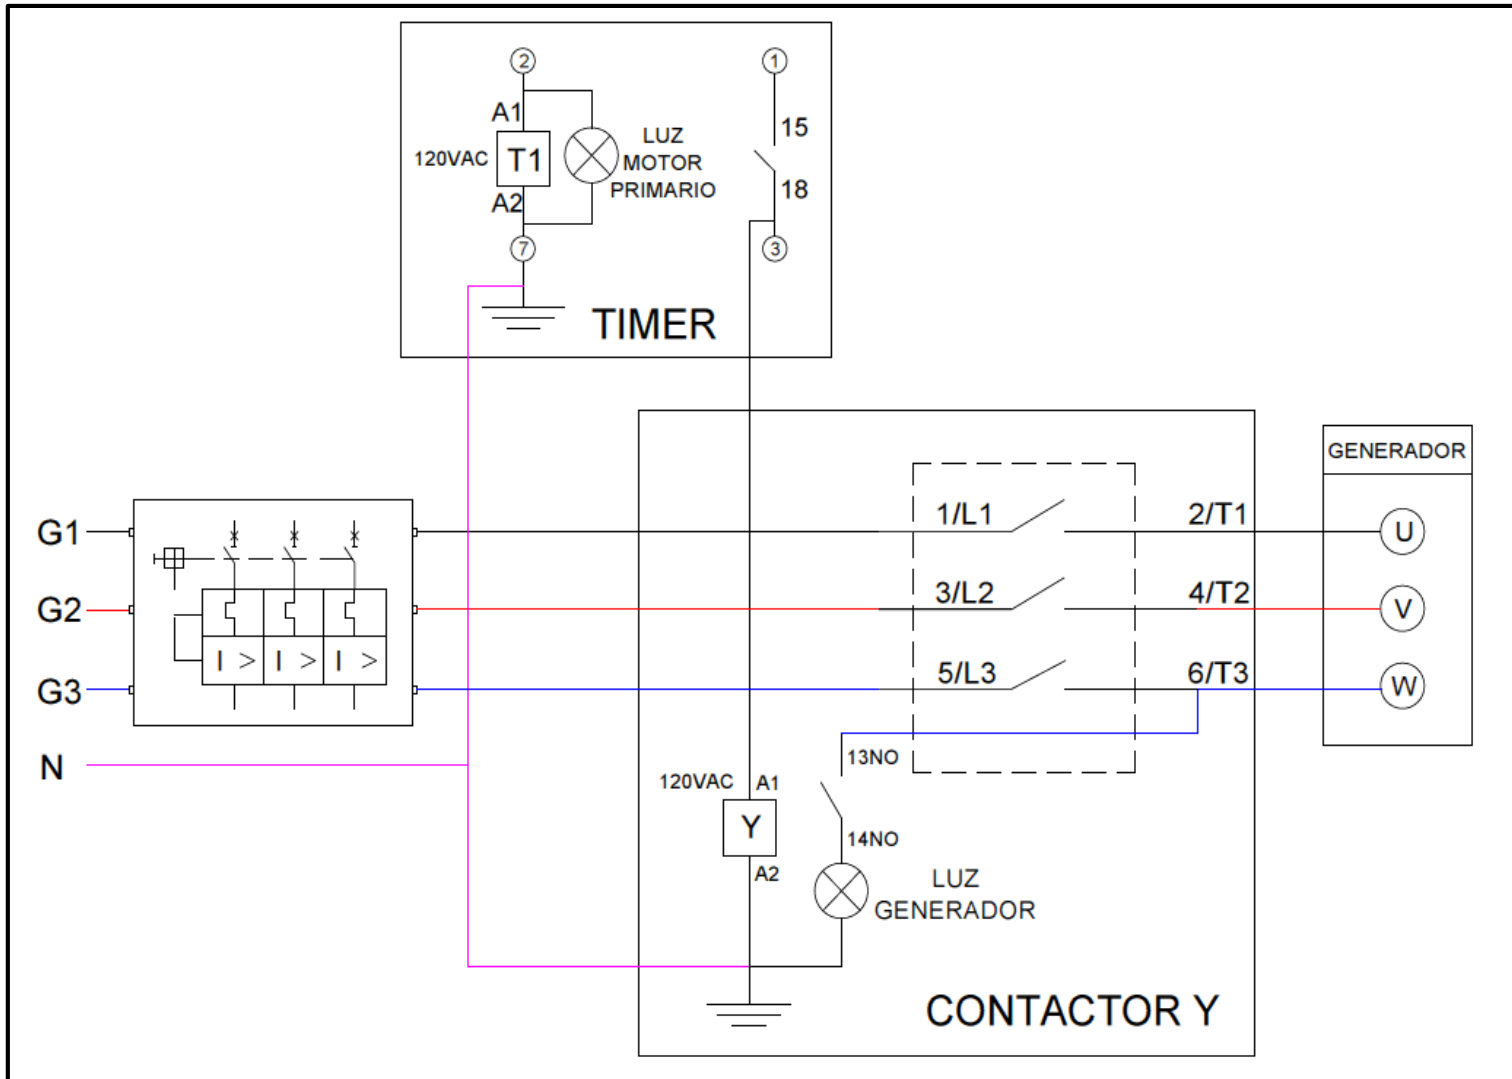 2
1
A1
15
120VAC
T1
LUZ
MOTOR
PRIMARIO
A2
18
7
3
TIMER
GENERADOR
G1
1/L1
2/T1
U
G2
3/L2
4/T2
V
I > I > I >
G3
5/L3
6/T3
W
N
13NO
120VAC
A1
Y
14NO
A2
LUZ
GENERADOR
CONTACTOR Y